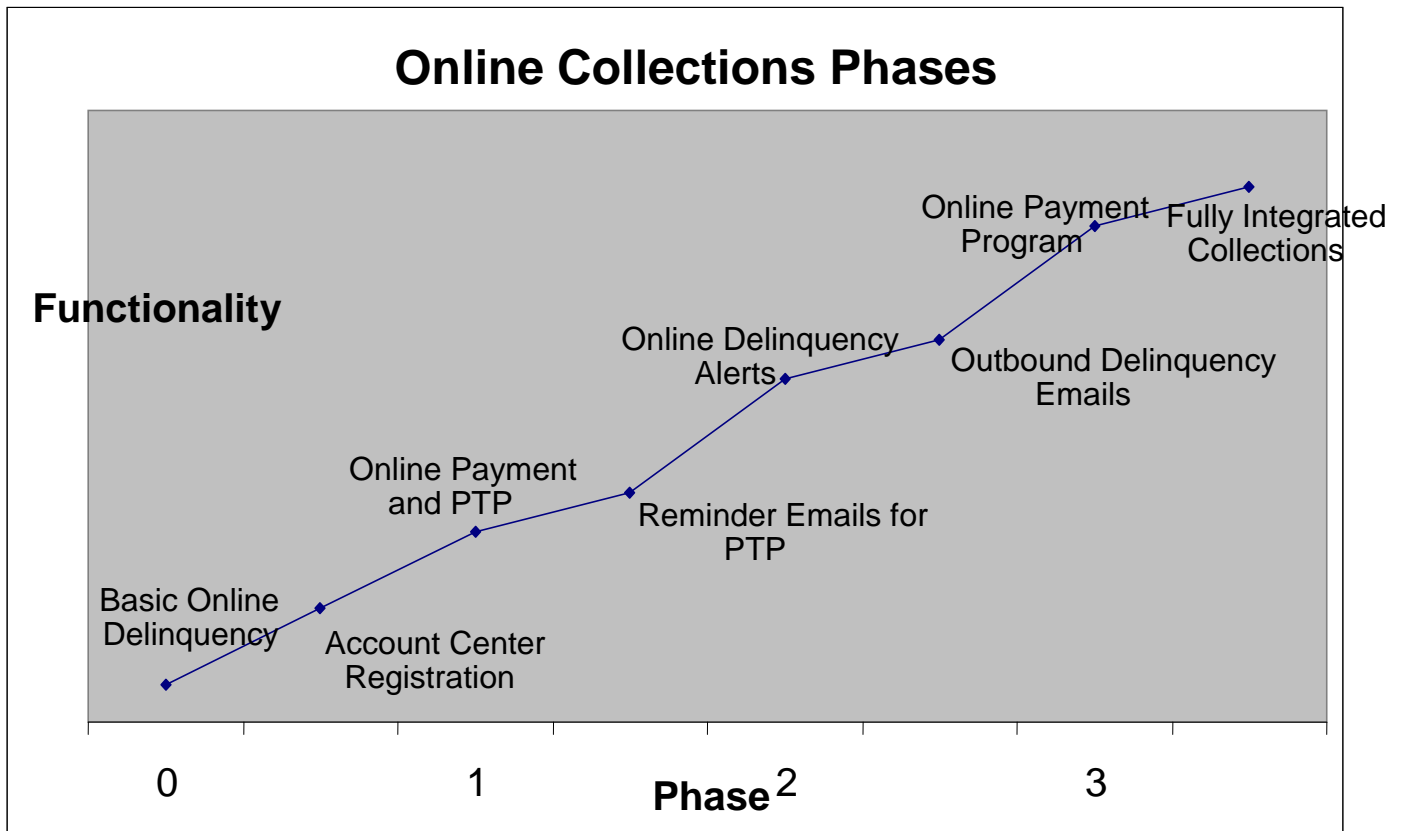 Online Collections Phases
Online Payment
Program
Fully Integrated
Collections
Functionality
Online Delinquency
Alerts
Outbound Delinquency
Emails
Online Payment
and PTP
Reminder Emails for
PTP
Basic Online
Delinquency
Account Center
Registration
0
1
2
3
Phase